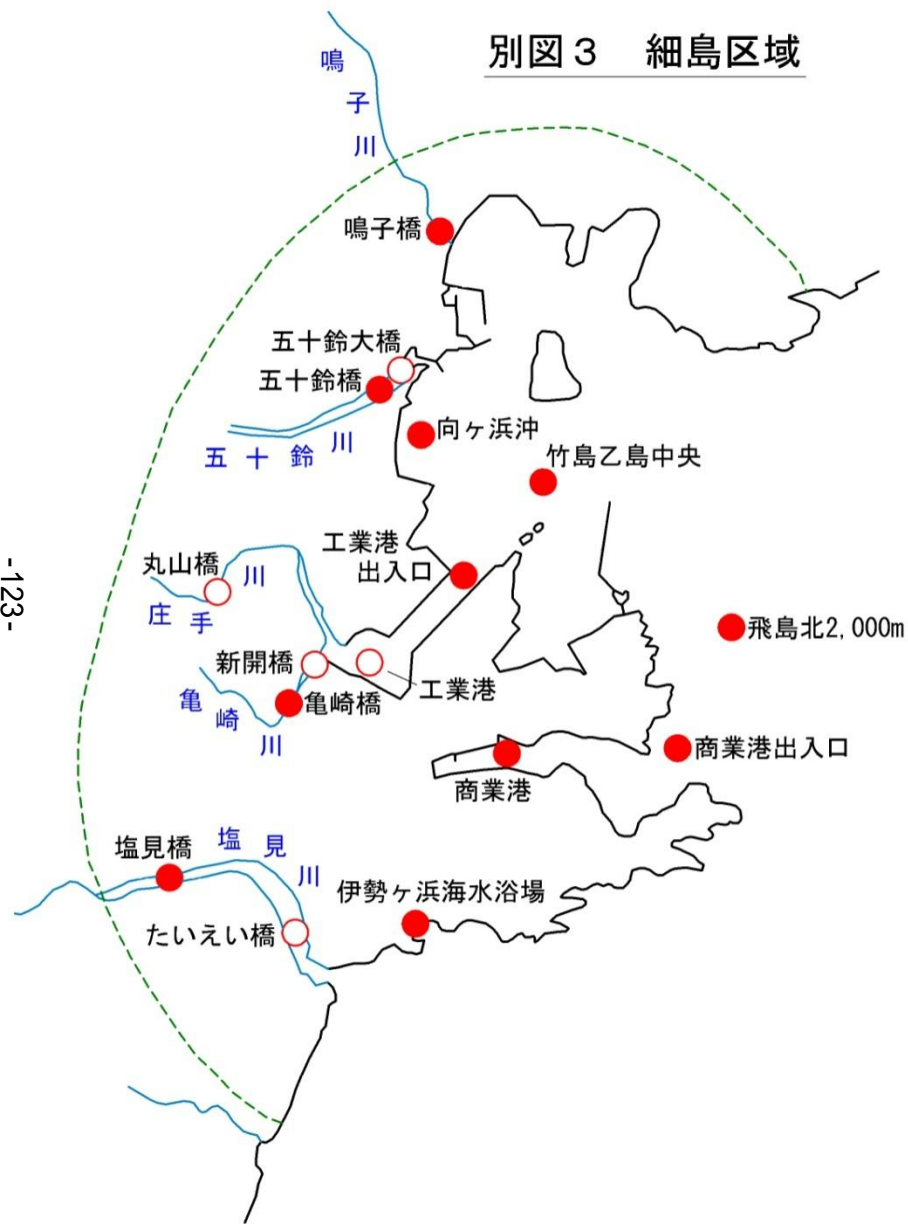 別図３　細島区域
鳴子川
鳴子橋
五十鈴大橋
五十鈴橋
五十鈴川
向ヶ浜沖
竹島乙島中央
工業港
出入口
丸山橋
庄手川
飛島北2,000m
新開橋
工業港
亀崎橋
亀崎川
商業港出入口
商業港
塩見橋
塩見川
伊勢ヶ浜海水浴場
たいえい橋
-123-